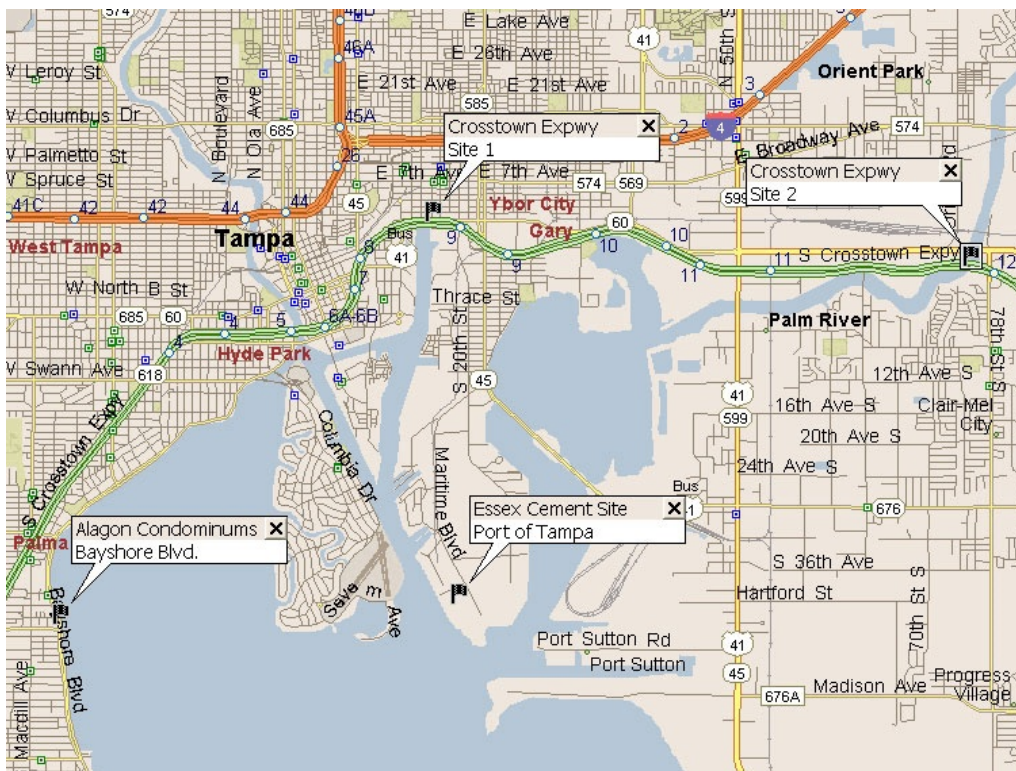 E Lake Ave
41
E 26th Ave
46A
Orient Park
V Leroy St
E 21st Ave
E 21st Ave
N 50th S
3
585
V Columbus Dr
N Boulevard
N Ola Ave
45A
685
Crosstown Expwy
Site 1
2
4
574
E Broadway Ave
W Palmetto St
26
W Spruce St
E 7th Ave
E 7th Ave
574
569
Crosstown Expwy
Site 2
599
41C
42
42
44
44
45
Ybor City
West Tampa
Tampa
Bus
41
9
Gary
60
10
10
8
9
11
11
S Crosstown Expy
12
W North B St
7
Thrace St
685
60
4
5
6A-6B
S 20th St
Palm River
78th St S
Hyde Park
4
V Swann Ave
618
45
12th Ave S
41
599
16th Ave S
Clair-Mel
City
S Crosstown Expy
Columbia Dr
20th Ave S
Maritime Blvd
24th Ave S
Bus
676
Alagon Condominums
Bayshore Blvd.
Essex Cement Site
Port of Tampa
Palma
S 36th Ave
Bayshore Blvd
Ave
Hartford St
70th St S
Port Sutton Rd
Port Sutton
41
45
Macdill Ave
676A
Madison Ave
Progress
Village